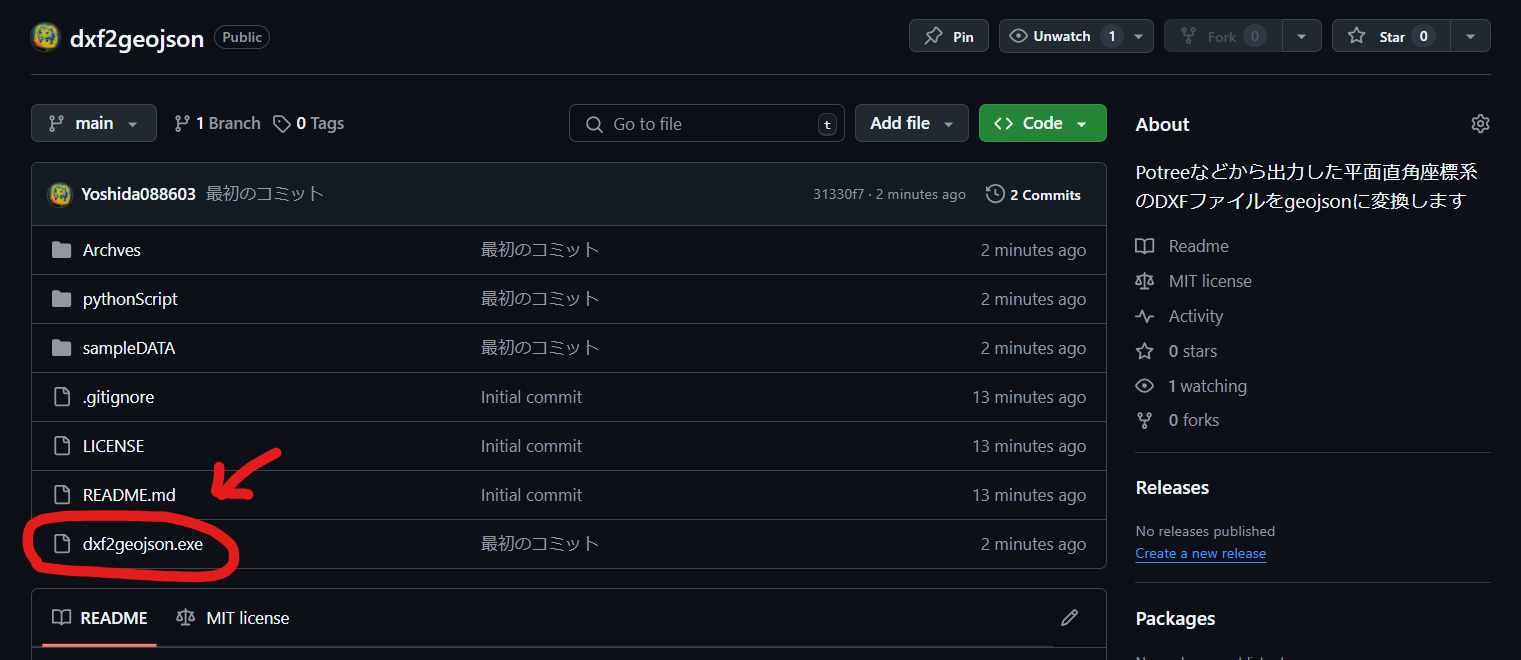 dxf2geojson Public Pin Unwatch 1 Fork 0 Star 0
main 1 Branch 0 Tags Go to file t Add file Code
Yoshida088603 最初のコミット 31330f7 · 2 minutes ago 2 Commits
Archves 最初のコミット 2 minutes ago
pythonScript 最初のコミット 2 minutes ago
sampleDATA 最初のコミット 2 minutes ago
.gitignore Initial commit 13 minutes ago
LICENSE Initial commit 13 minutes ago
README.md Initial commit 13 minutes ago
dxf2geojson.exe 最初のコミット 2 minutes ago
README MIT license
About
Potreeなどから出力した平面直角座標系
のDXFファイルをgeojsonに変換します
Readme
MIT license
Activity
0 stars
1 watching
0 forks
Releases
No releases published
Create a new release
Packages